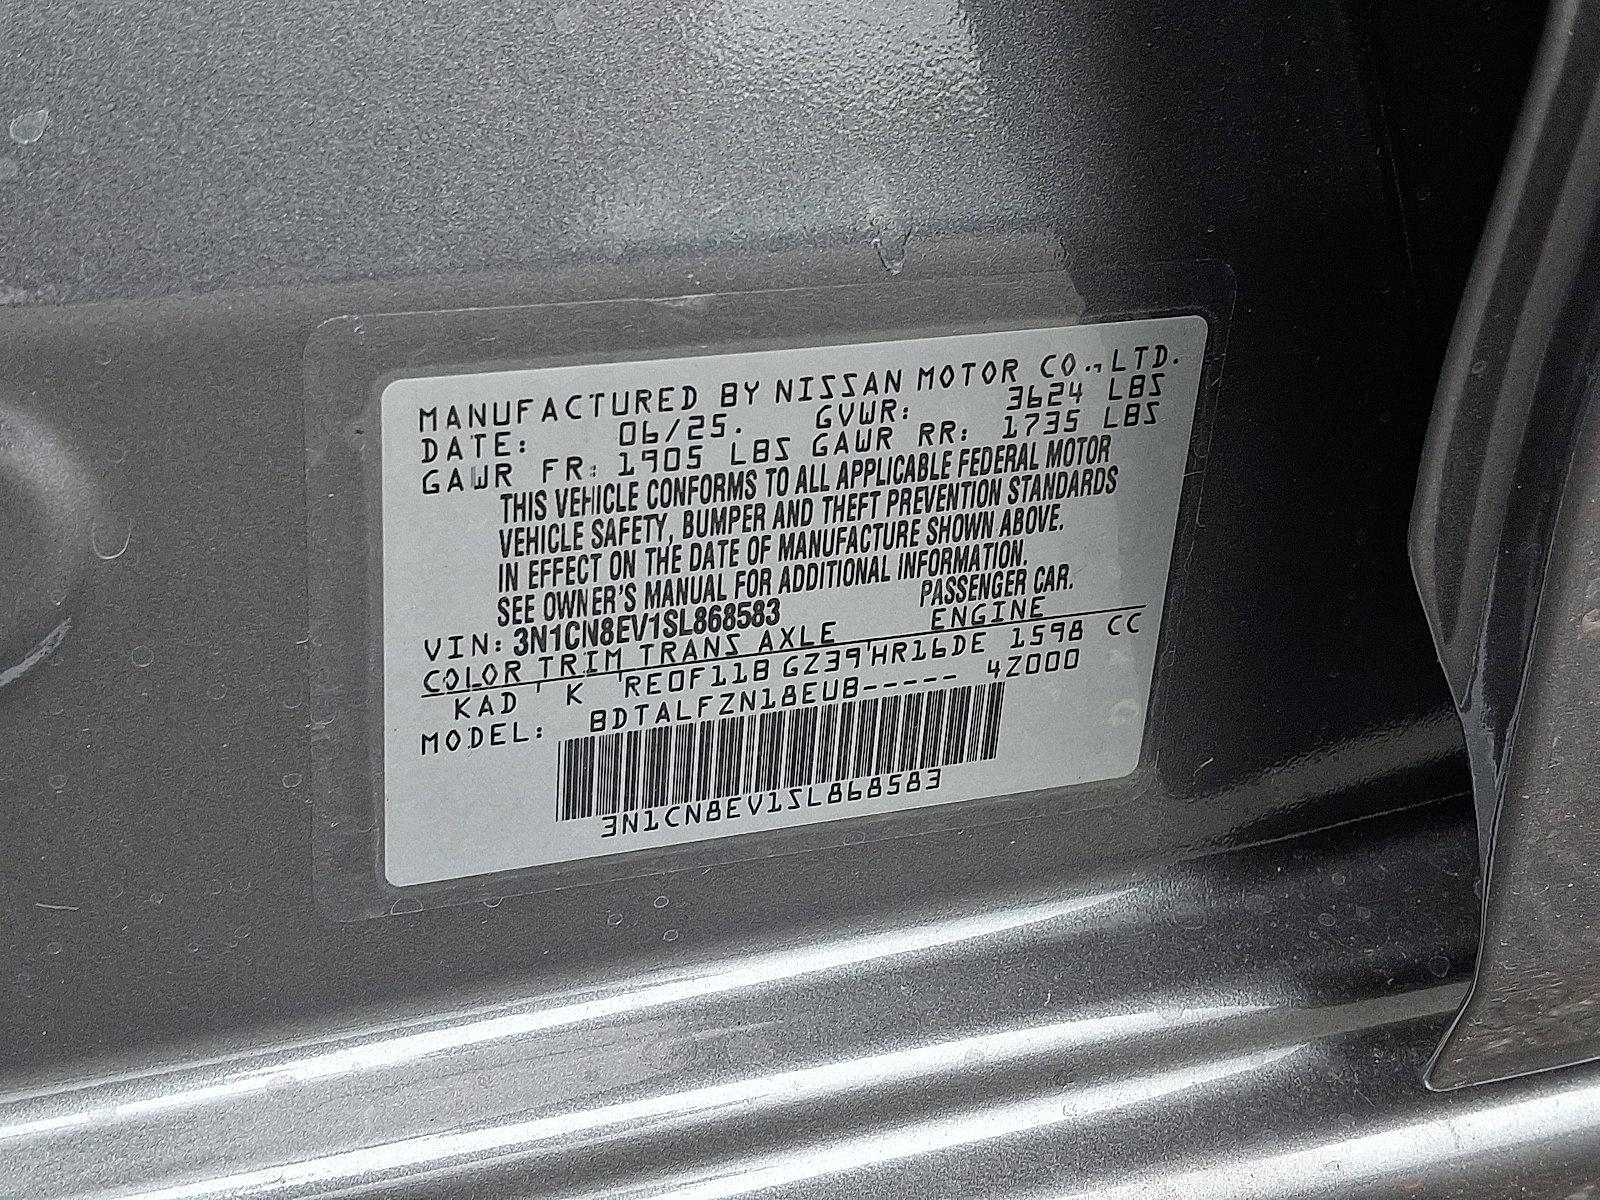 MANUFACTURED BY NISSAN MOTOR CO.,LTD.
DATE: 06/25. GVWR: 3624 LBS
GAWR FR: 1905 LBS GAWR RR: 1735 LBS
THIS VEHICLE CONFORMS TO ALL APPLICABLE FEDERAL MOTOR
VEHICLE SAFETY, BUMPER AND THEFT PREVENTION STANDARDS
IN EFFECT ON THE DATE OF MANUFACTURE SHOWN ABOVE.
SEE OWNER'S MANUAL FOR ADDITIONAL INFORMATION.
VIN: 3N1CN8EV1SL868583 PASSENGER CAR.
COLOR TRIM TRANS AXLE ENGINE
KAD K RE0F11B GZ39 HR16DE 1598 CC
MODEL: BDTALFZN18EUB----- 4Z000
3N1CN8EV1SL868583